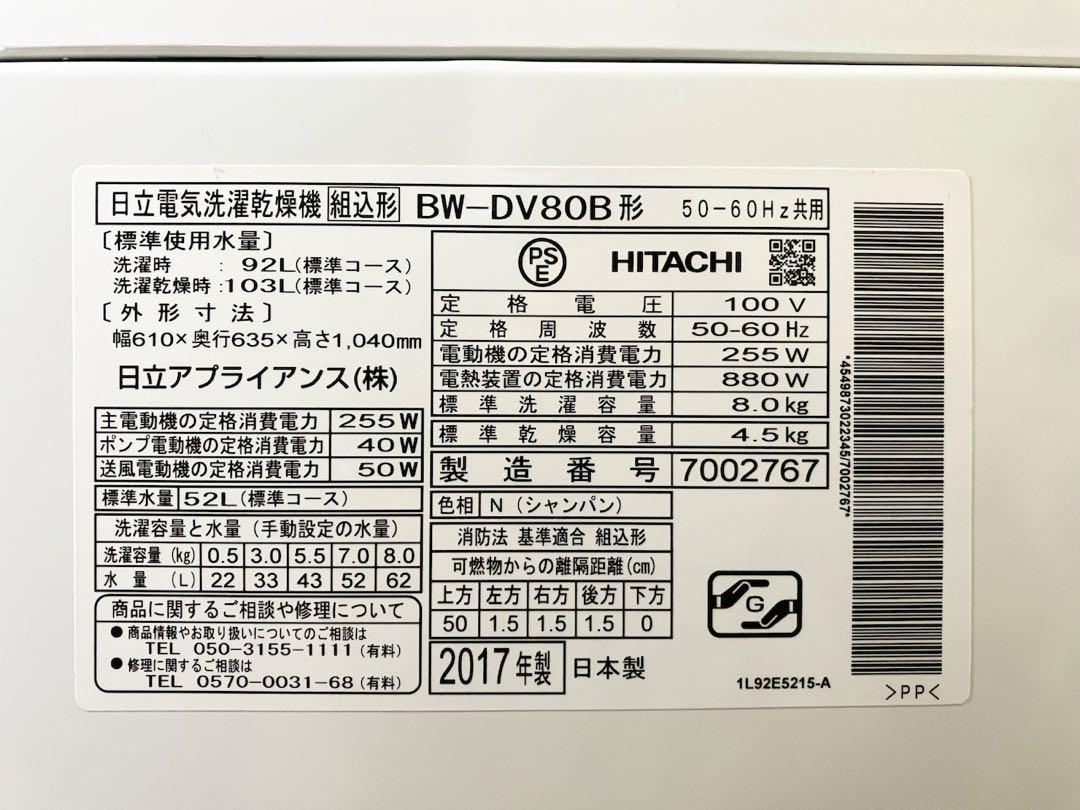 日立電気洗濯乾燥機 組込形 BW-DV80B形 50-60Hz共用
〔標準使用水量〕
洗濯時 : 92L(標準コース)
洗濯乾燥時:103L(標準コース)
〔外形寸法〕
幅610×奥行635×高さ1,040mm
日立アプライアンス(株)
主電動機の定格消費電力 255W
ポンプ電動機の定格消費電力 40W
送風電動機の定格消費電力 50W
標準水量 52L(標準コース)
洗濯容量と水量(手動設定の水量)
洗濯容量(kg) 0.5 3.0 5.5 7.0 8.0
水量(L) 22 33 43 52 62
商品に関するご相談や修理について
●商品情報やお取り扱いについてのご相談は
TEL 050-3155-1111(有料)
●修理に関するご相談は
TEL 0570-0031-68(有料)
PSE HITACHI
定格電圧 100V
定格周波数 50-60Hz
電動機の定格消費電力 255W
電熱装置の定格消費電力 880W
標準洗濯容量 8.0kg
標準乾燥容量 4.5kg
製造番号 7002767
色相 N(シャンパン)
消防法 基準適合 組込形
可燃物からの離隔距離(cm)
上方 左方 右方 後方 下方
50 1.5 1.5 1.5 0
2017年製 日本製
G
1L92E5215-A
*4549873022345/7002767*
>PP<